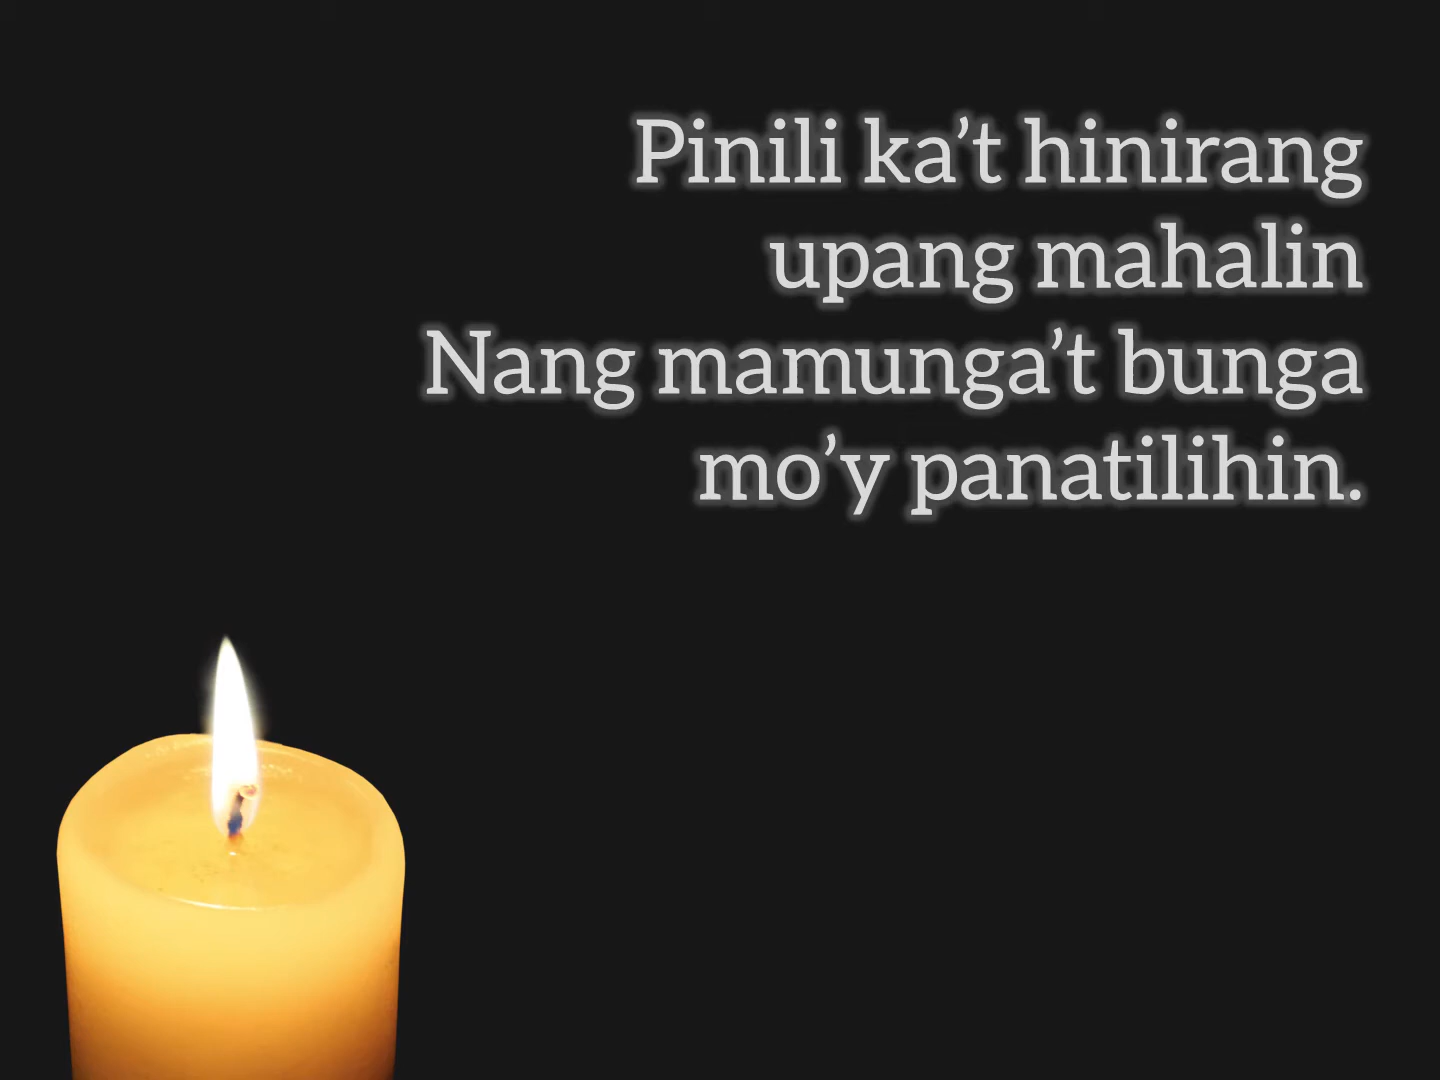 Pinili ka’t hinirang
upang mahalin
Nang mamunga’t bunga
mo’y panatilihin.